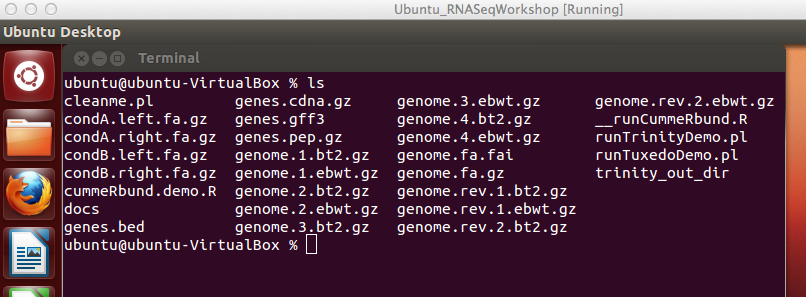 Ubuntu_RNASeqWorkshop [Running]
Ubuntu Desktop
Terminal
ubuntu@ubuntu-VirtualBox % ls
cleanme.pl genes.cdna.gz genome.3.ebwt.gz genome.rev.2.ebwt.gz
condA.left.fa.gz genes.gff3 genome.4.bt2.gz __runCummeRbund.R
condA.right.fa.gz genes.pep.gz genome.4.ebwt.gz runTrinityDemo.pl
condB.left.fa.gz genome.1.bt2.gz genome.fa.fai runTuxedoDemo.pl
condB.right.fa.gz genome.1.ebwt.gz genome.fa.gz trinity_out_dir
cummeRbund.demo.R genome.2.bt2.gz genome.rev.1.bt2.gz
docs genome.2.ebwt.gz genome.rev.1.ebwt.gz
genes.bed genome.3.bt2.gz genome.rev.2.bt2.gz
ubuntu@ubuntu-VirtualBox %